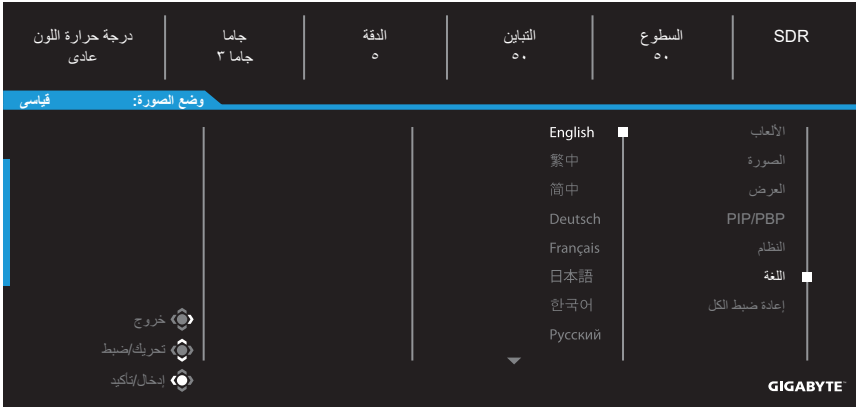 SDR
السطوع
٥٠
التباين
٥٠
الدقة
٥
جاما
جاما ٣
درجة حرارة اللون
عادى
وضع الصورة: قياسى
الألعاب
الصورة
العرض
PIP/PBP
النظام
اللغة
إعادة ضبط الكل
English
繁中
简中
Deutsch
Français
日本語
한국어
Русский
خروج
تحريك/ضبط
إدخال/تأكيد
GIGABYTE